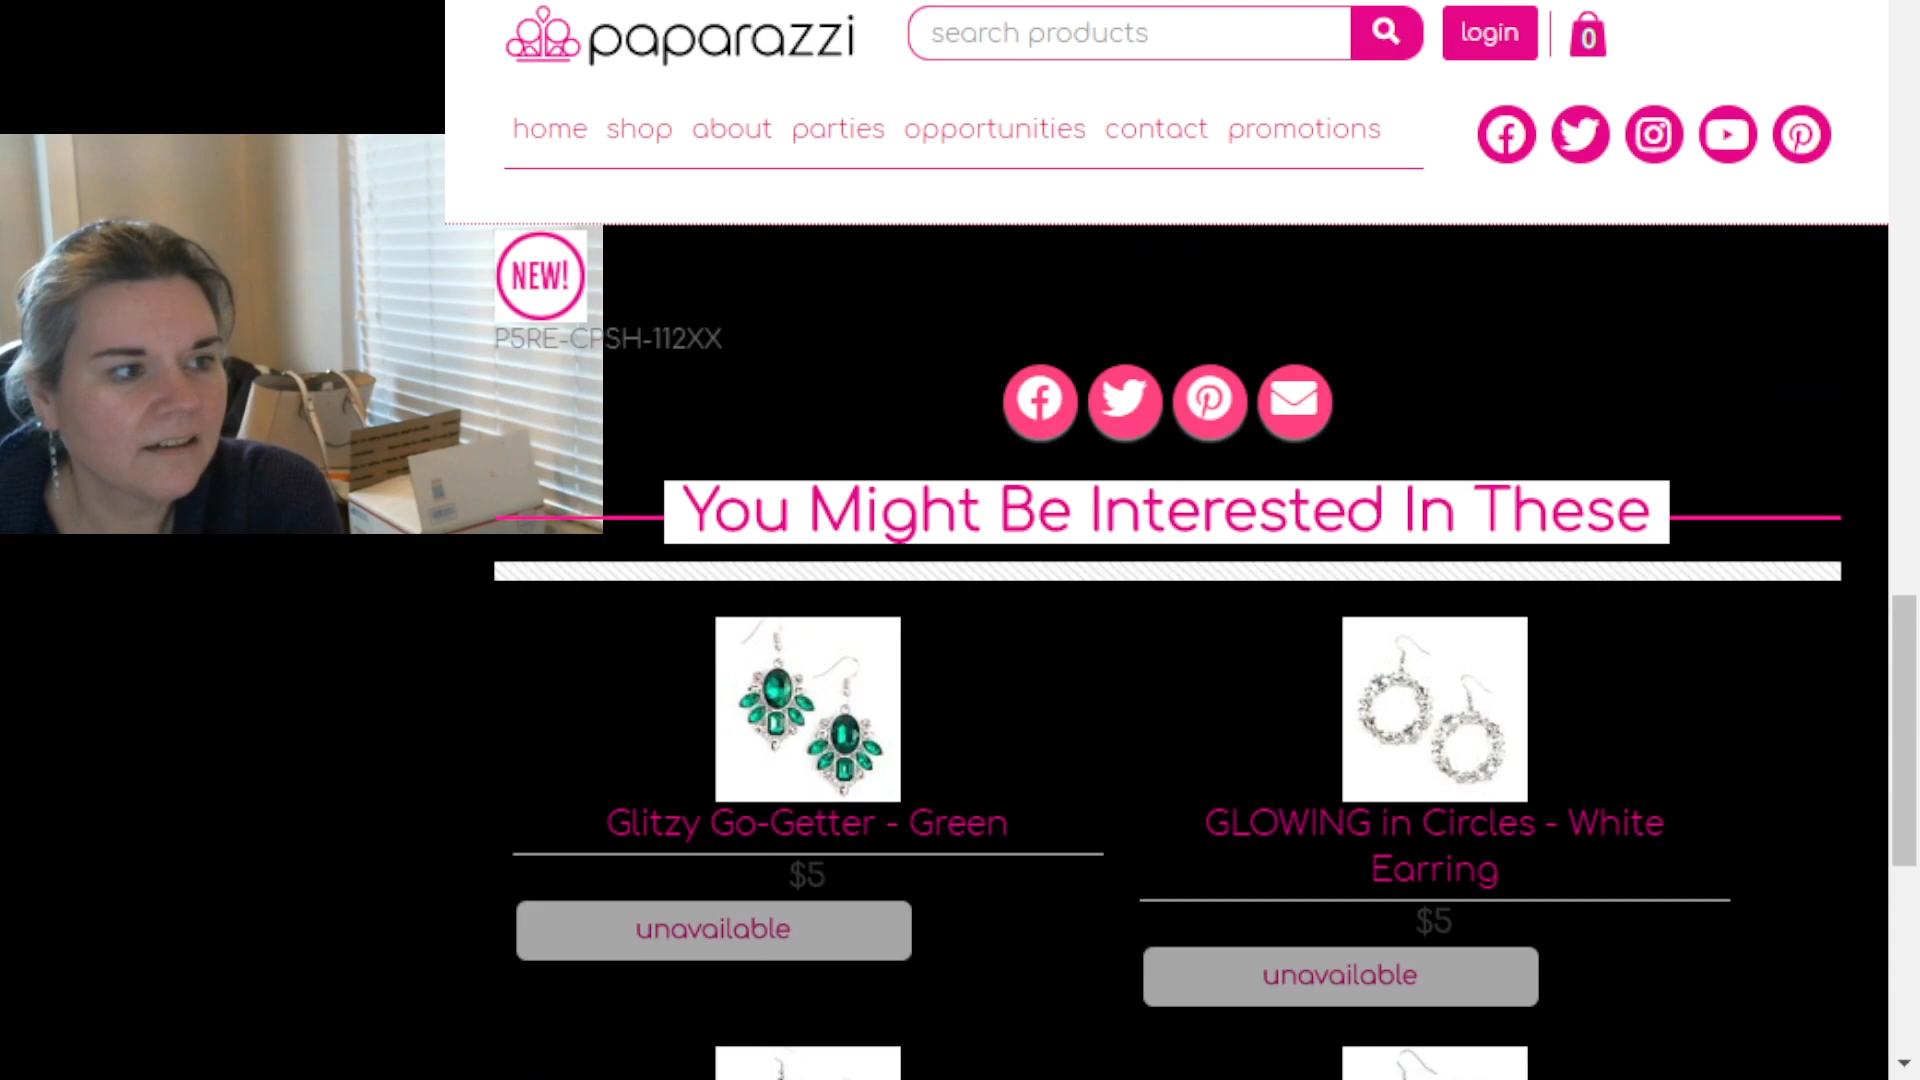 paparazzi
search products
login
0
home shop about parties opportunities contact promotions
NEW!
P5RE-CPSH-112XX
You Might Be Interested In These
Glitzy Go-Getter - Green
$5
unavailable
GLOWING in Circles - White
Earring
$5
unavailable